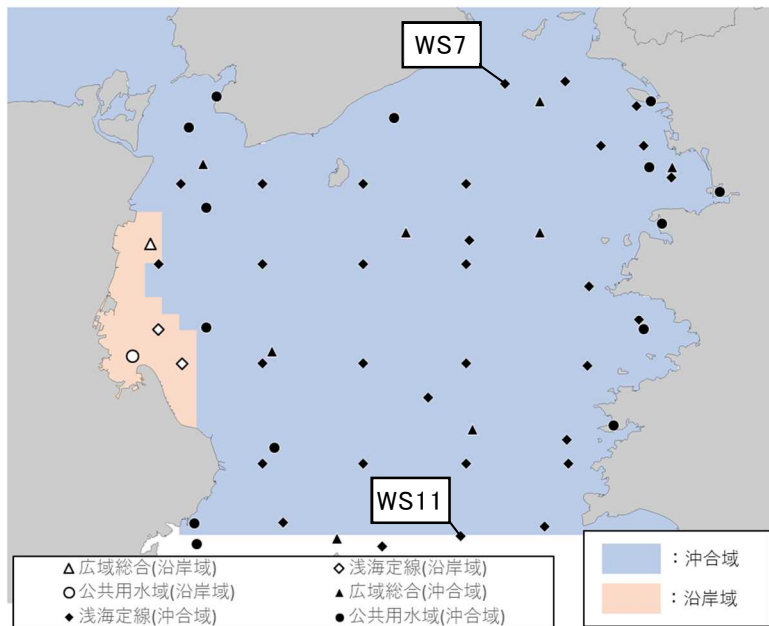 WS7
WS11
△広域総合(沿岸域)
◇浅海定線(沿岸域)
○公共用水域(沿岸域)
▲広域総合(沖合域)
◆浅海定線(沖合域)
●公共用水域(沖合域)
：沖合域
：沿岸域